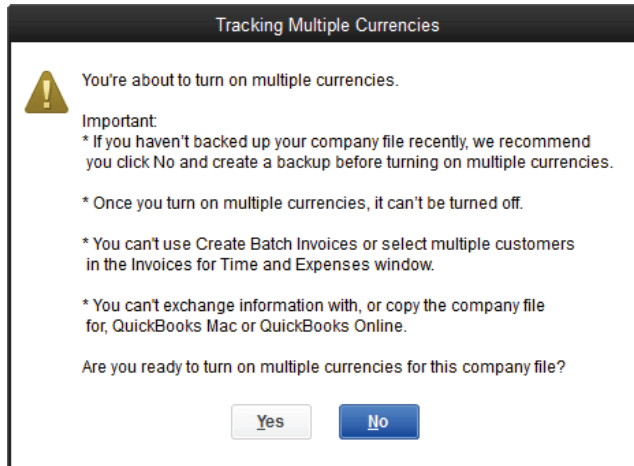 Tracking Multiple Currencies
You're about to turn on multiple currencies.
Important:
* If you haven't backed up your company file recently, we recommend
you click No and create a backup before turning on multiple currencies.
* Once you turn on multiple currencies, it can't be turned off.
* You can't use Create Batch Invoices or select multiple customers
in the Invoices for Time and Expenses window.
* You can't exchange information with, or copy the company file
for, QuickBooks Mac or QuickBooks Online.
Are you ready to turn on multiple currencies for this company file?
Yes No